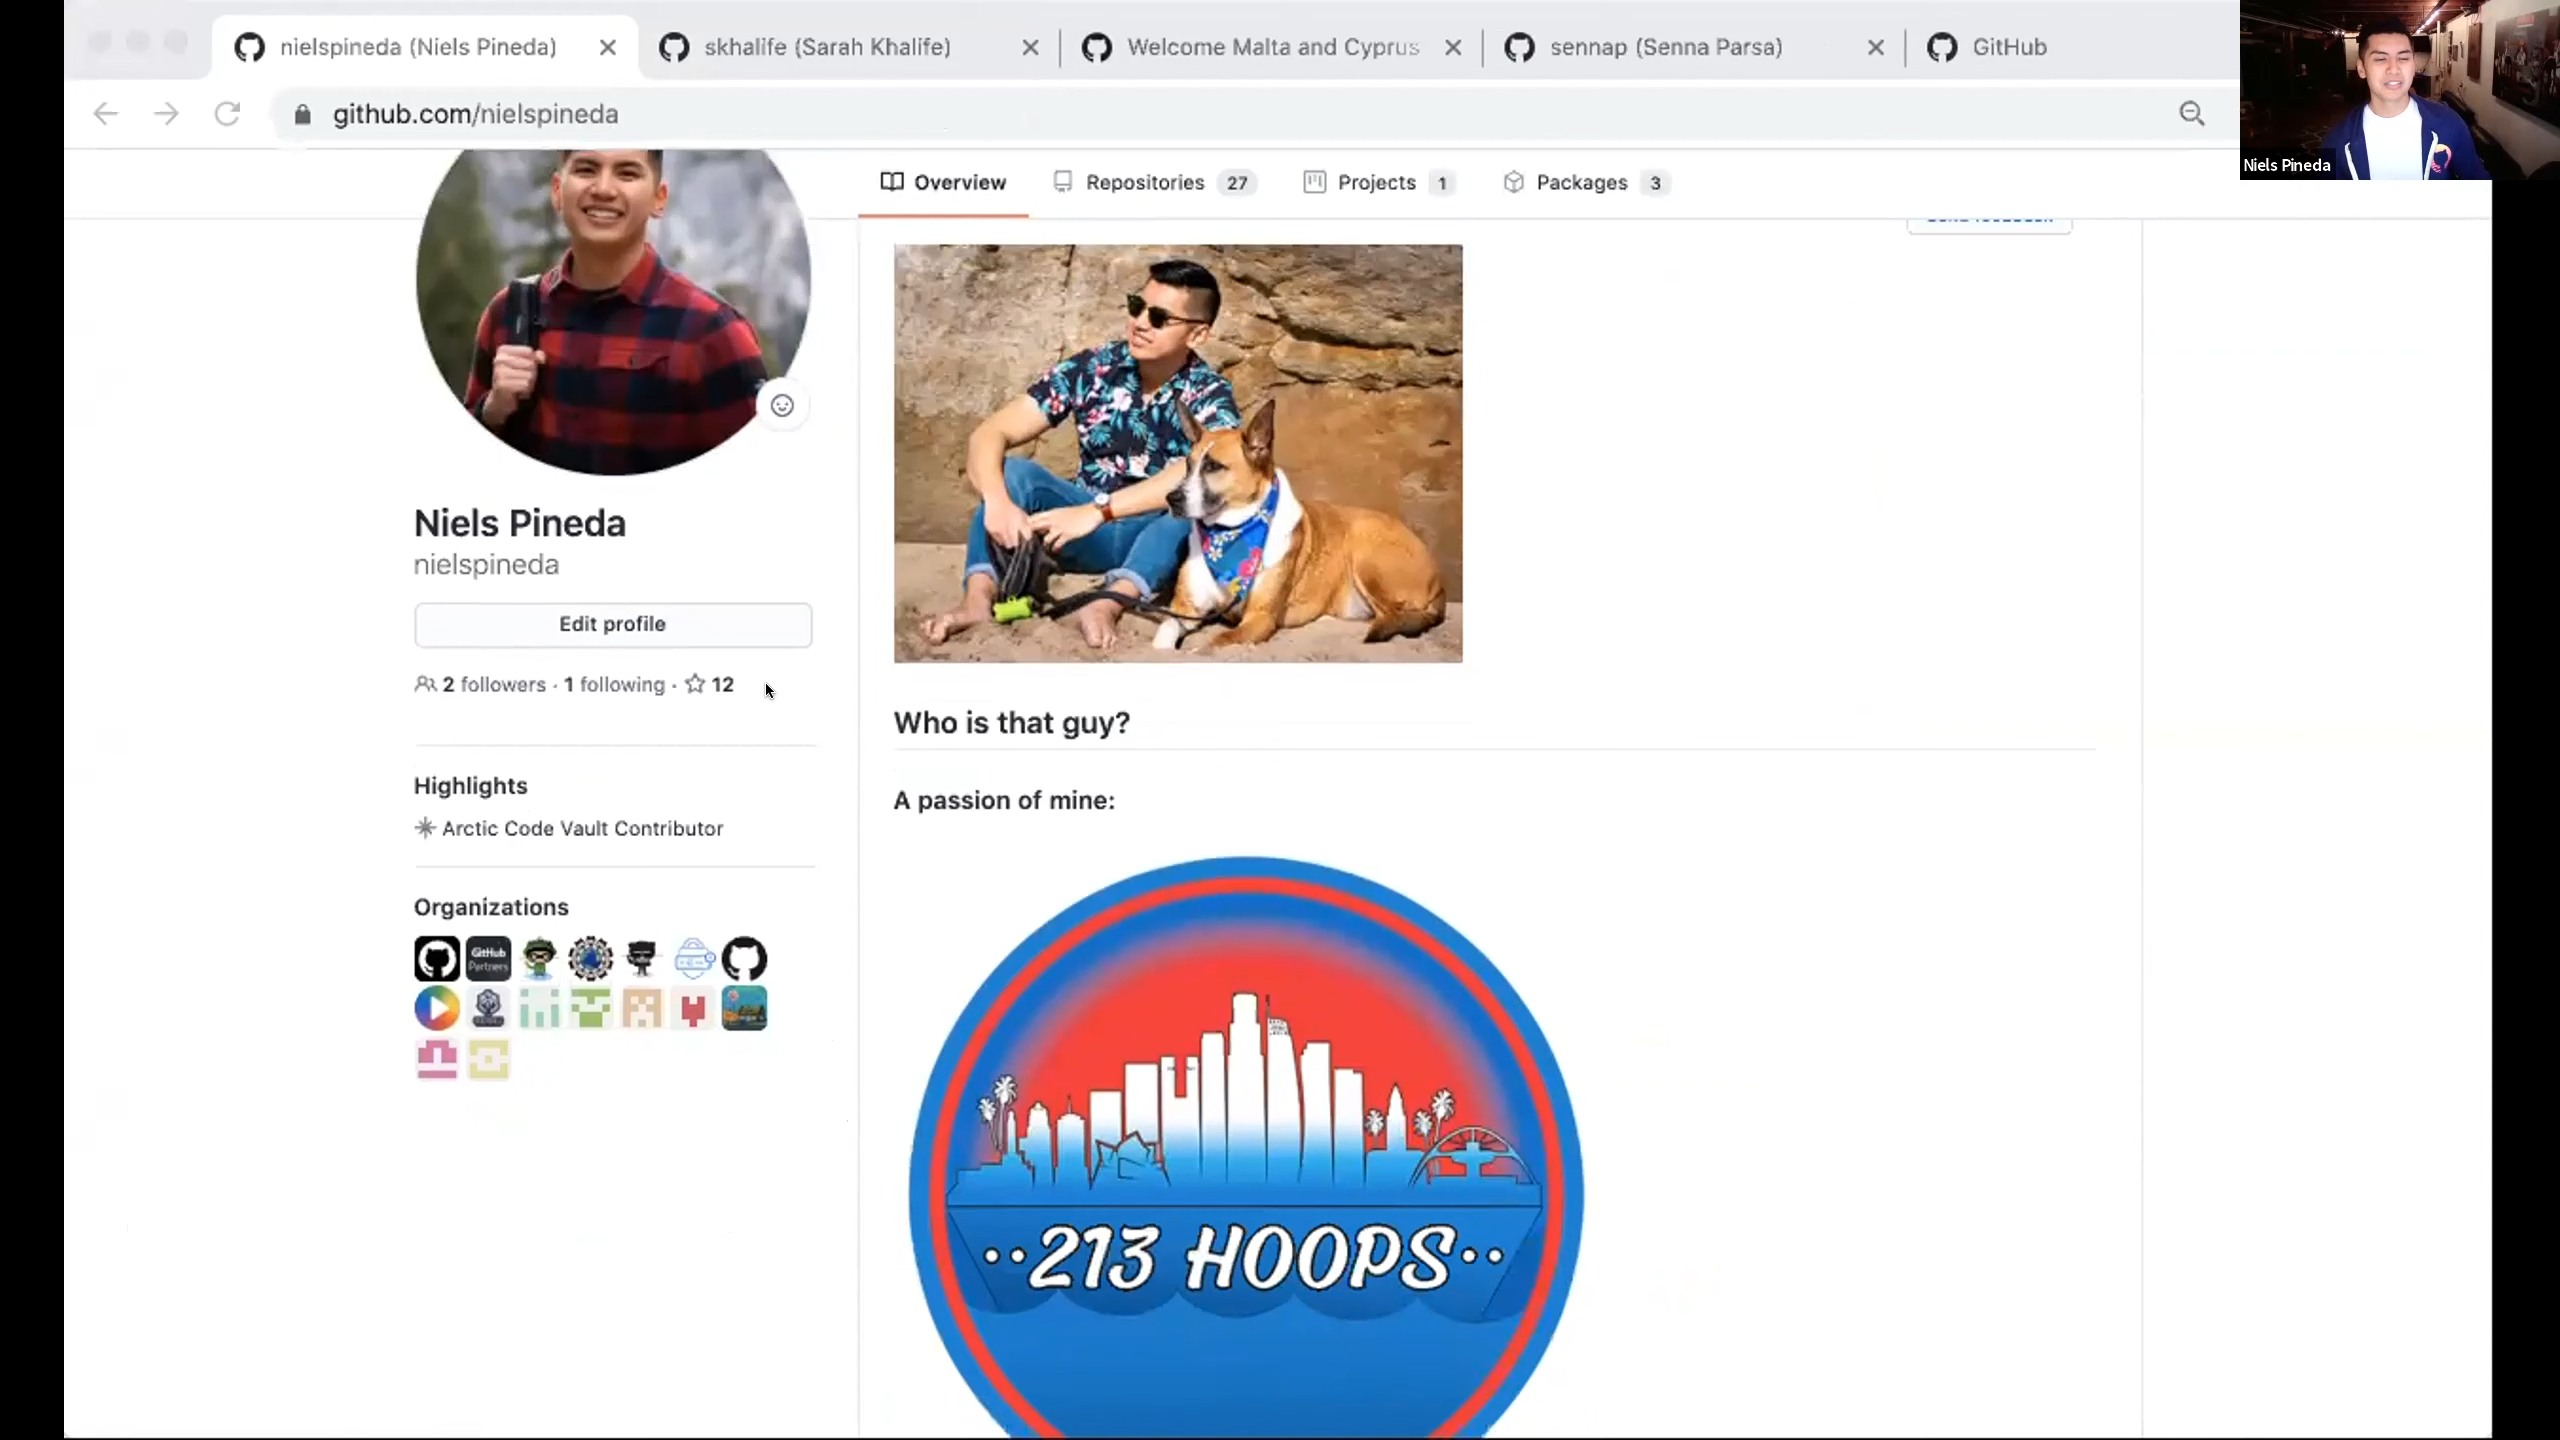 nielspineda (Niels Pineda)
skhalife (Sarah Khalife)
Welcome Malta and Cyprus
sennap (Senna Parsa)
GitHub
github.com/nielspineda
Niels Pineda
Overview
Repositories 27
Projects 1
Packages 3
Niels Pineda
nielspineda
Edit profile
2 followers · 1 following · 12
Highlights
Arctic Code Vault Contributor
Organizations
GitHub
Partners
Who is that guy?
A passion of mine:
··213 HOOPS··